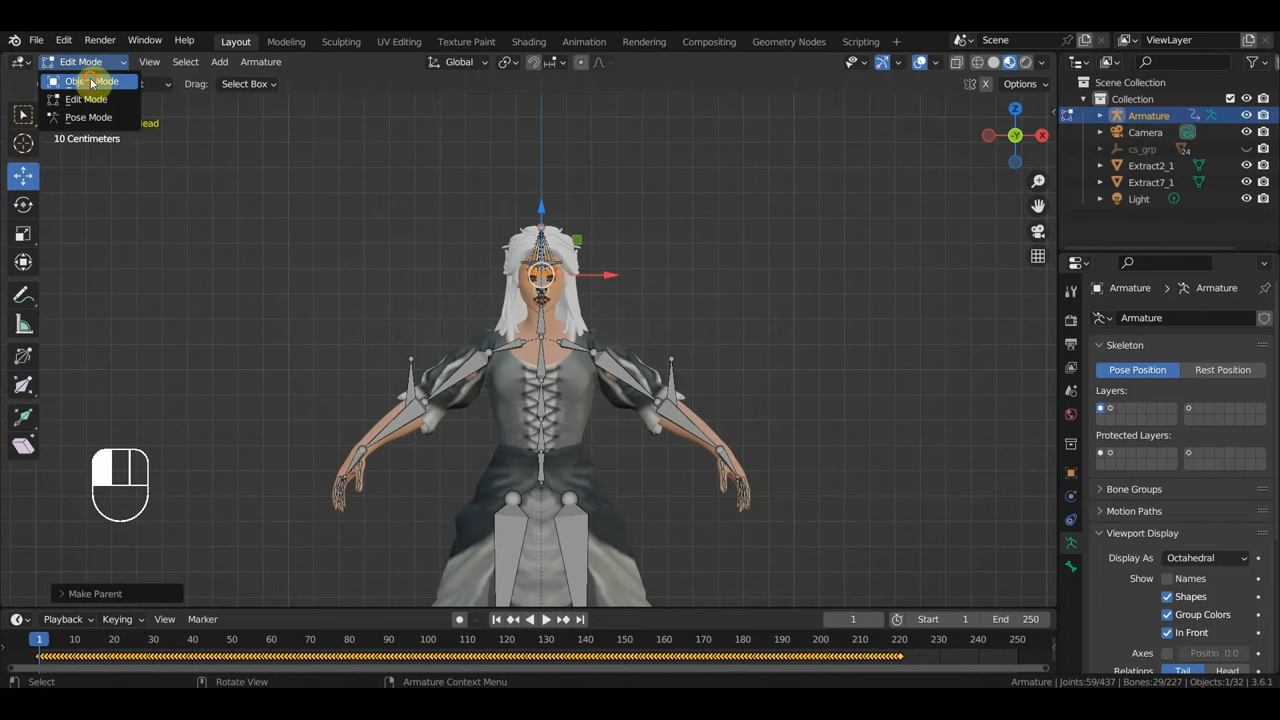 File Edit Render Window Help Layout Modeling Sculpting UV Editing Texture Paint Shading Animation Rendering Compositing Geometry Nodes Scripting Scene ViewLayer
Edit Mode View Select Add Armature Global
Object Mode Drag: Select Box Options
Edit Mode
Pose Mode
10 Centimeters
Z
X
-Y
X
Scene Collection
Collection
Armature
Camera
cs_grp 24
Extract2_1
Extract7_1
Light
Armature Armature
Armature
Skeleton
Pose Position Rest Position
Layers:
Protected Layers:
Bone Groups
Motion Paths
Viewport Display
Display As Octahedral
Show Names
Shapes
Group Colors
In Front
Axes Positio 0.0
Relations Tail Head
Make Parent
Playback Keying View Marker 1 Start 1 End 250
1 10 20 30 40 50 60 70 80 90 100 110 120 130 140 150 160 170 180 190 200 210 220 230 240 250
Select Rotate View Armature Context Menu Armature | Joints:59/437 | Bones:29/227 | Objects:1/32 | 3.6.1